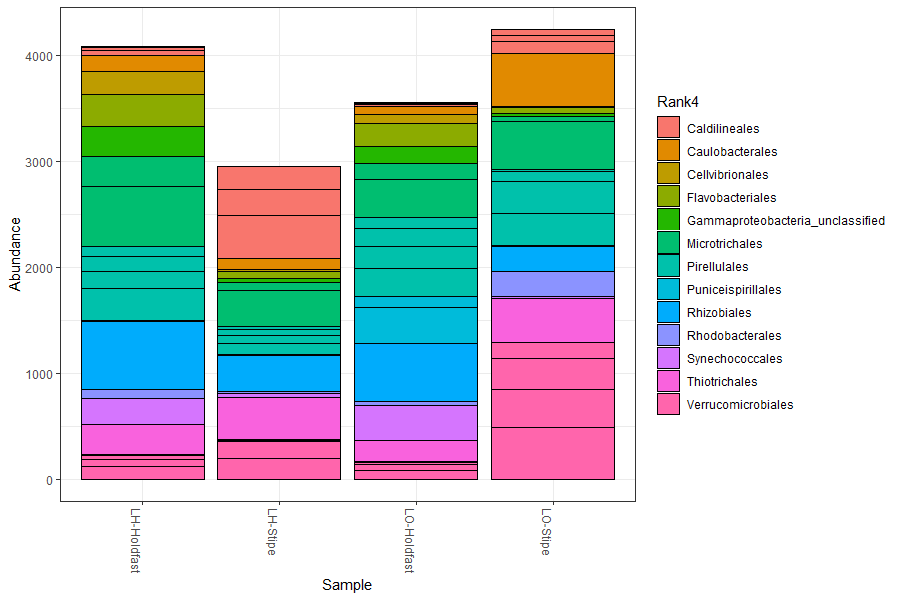 4000
3000
2000
1000
0
Abundance
LH-Holdfast
LH-Stipe
LO-Holdfast
LO-Stipe
Sample
Rank4
Caldilineales
Caulobacterales
Cellvibrionales
Flavobacteriales
Gammaproteobacteria_unclassified
Microtrichales
Pirellulales
Puniceispirillales
Rhizobiales
Rhodobacterales
Synechococcales
Thiotrichales
Verrucomicrobiales